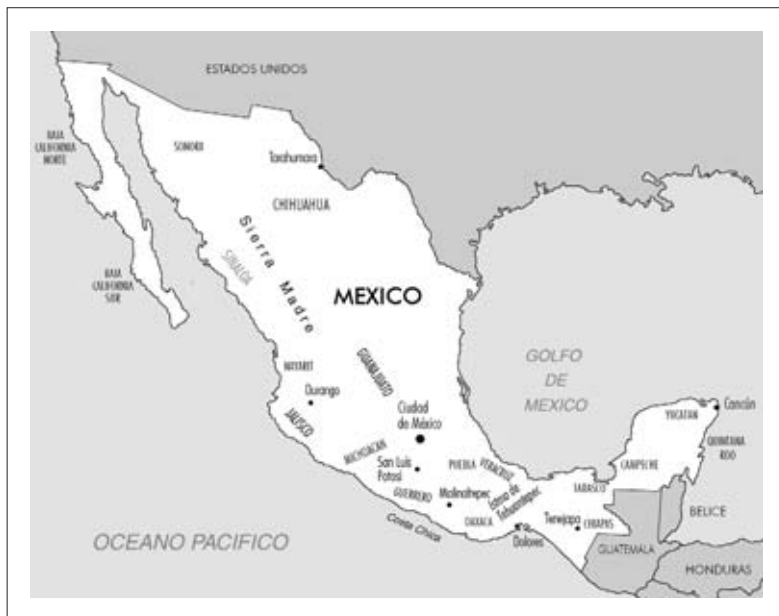 ESTADOS UNIDOS
BAJA
CALIFORNIA
NORTE
SONORA
Tarahumara
CHIHUAHUA
Sierra Madre
SINALOA
BAJA
CALIFORNIA
SUR
MEXICO
GOLFO
DE
MEXICO
NAYARIT
GUANAJUATO
Durango
JALISCO
Ciudad
de México
Cancún
YUCATAN
QUINTANA
ROO
MICHOACAN
San Luis
Potosí
PUEBLA
VERACRUZ
CAMPECHE
TABASCO
GUERRERO
Malinaltepec
Istmo de
Tehuantepec
OAXACA
Tenejapa
CHIAPAS
BELICE
Costa Chica
Dolores
GUATEMALA
OCEANO PACIFICO
HONDURAS